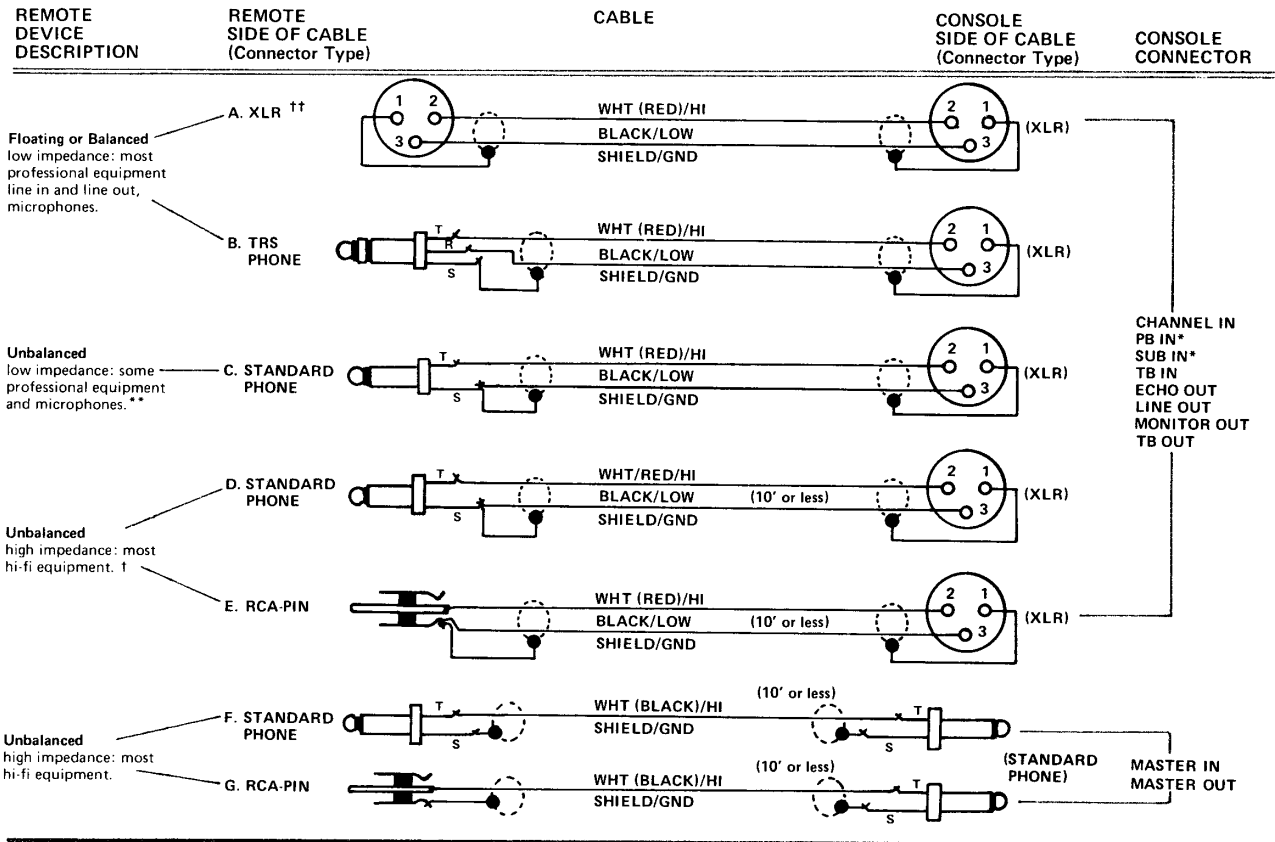 REMOTE
DEVICE
DESCRIPTION
REMOTE
SIDE OF CABLE
(Connector Type)
CABLE
CONSOLE
SIDE OF CABLE
(Connector Type)
CONSOLE
CONNECTOR
Floating or Balanced
low impedance: most
professional equipment
line in and line out,
microphones.
A. XLR ††
1 2
3
WHT (RED)/HI
BLACK/LOW
SHIELD/GND
2 1
3
(XLR)
B. TRS
PHONE
T
R
S
WHT (RED)/HI
BLACK/LOW
SHIELD/GND
2 1
3
(XLR)
Unbalanced
low impedance: some
professional equipment
and microphones.**
C. STANDARD
PHONE
T
S
WHT (RED)/HI
BLACK/LOW
SHIELD/GND
2 1
3
(XLR)
CHANNEL IN
PB IN*
SUB IN*
TB IN
ECHO OUT
LINE OUT
MONITOR OUT
TB OUT
Unbalanced
high impedance: most
hi-fi equipment. †
D. STANDARD
PHONE
T
S
WHT/RED/HI
BLACK/LOW (10' or less)
SHIELD/GND
2 1
3
(XLR)
E. RCA-PIN
WHT (RED)/HI
BLACK/LOW (10' or less)
SHIELD/GND
2 1
3
(XLR)
Unbalanced
high impedance: most
hi-fi equipment.
F. STANDARD
PHONE
T
S
WHT (BLACK)/HI
SHIELD/GND
(10' or less)
T
S
G. RCA-PIN
WHT (BLACK)/HI
SHIELD/GND
(10' or less)
T
S
(STANDARD
PHONE)
MASTER IN
MASTER OUT